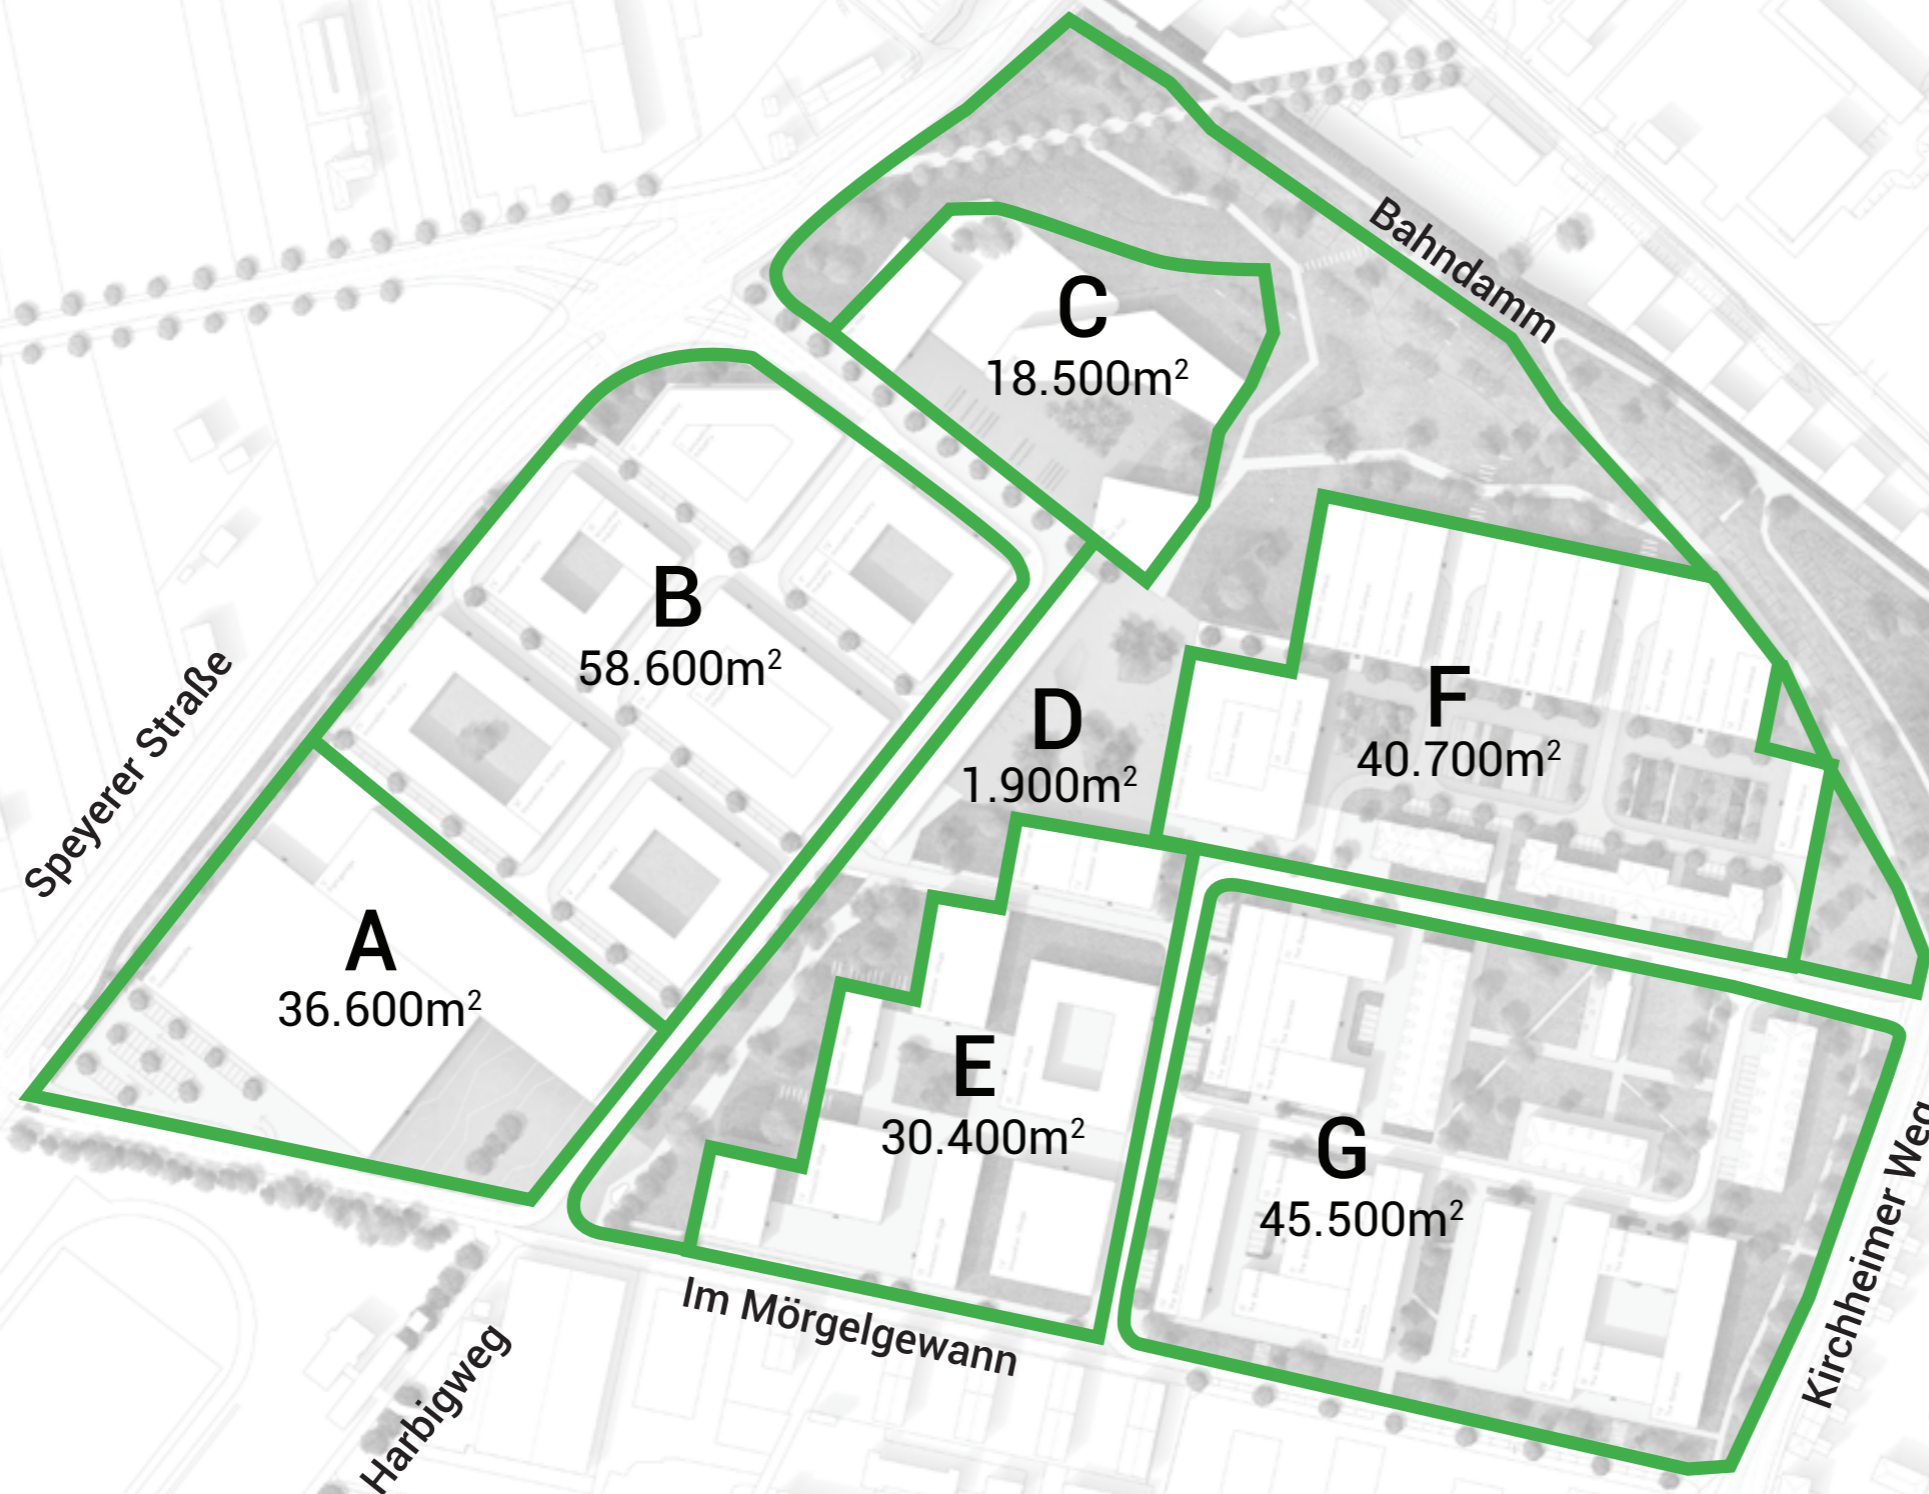 Bahndamm
C
18.500m²
B
58.600m²
F
40.700m²
D
1.900m²
Speyerer Straße
A
36.600m²
E
30.400m²
G
45.500m²
Im Mörgelgewann
Kirchheimer Weg
Harbigweg